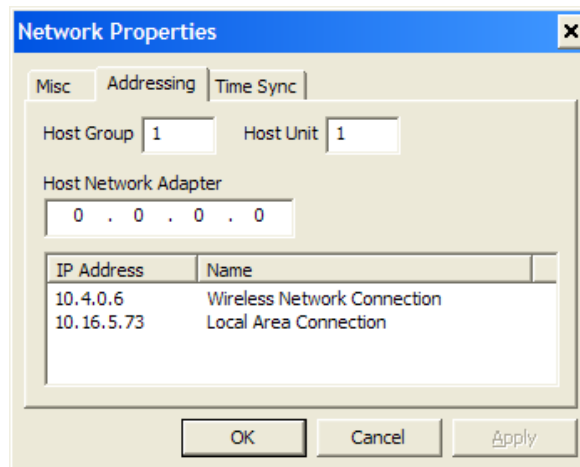 Network Properties
Misc Addressing Time Sync
Host Group 1 Host Unit 1
Host Network Adapter
0 . 0 . 0 . 0
IP Address Name
10.4.0.6 Wireless Network Connection
10.16.5.73 Local Area Connection
OK Cancel Apply